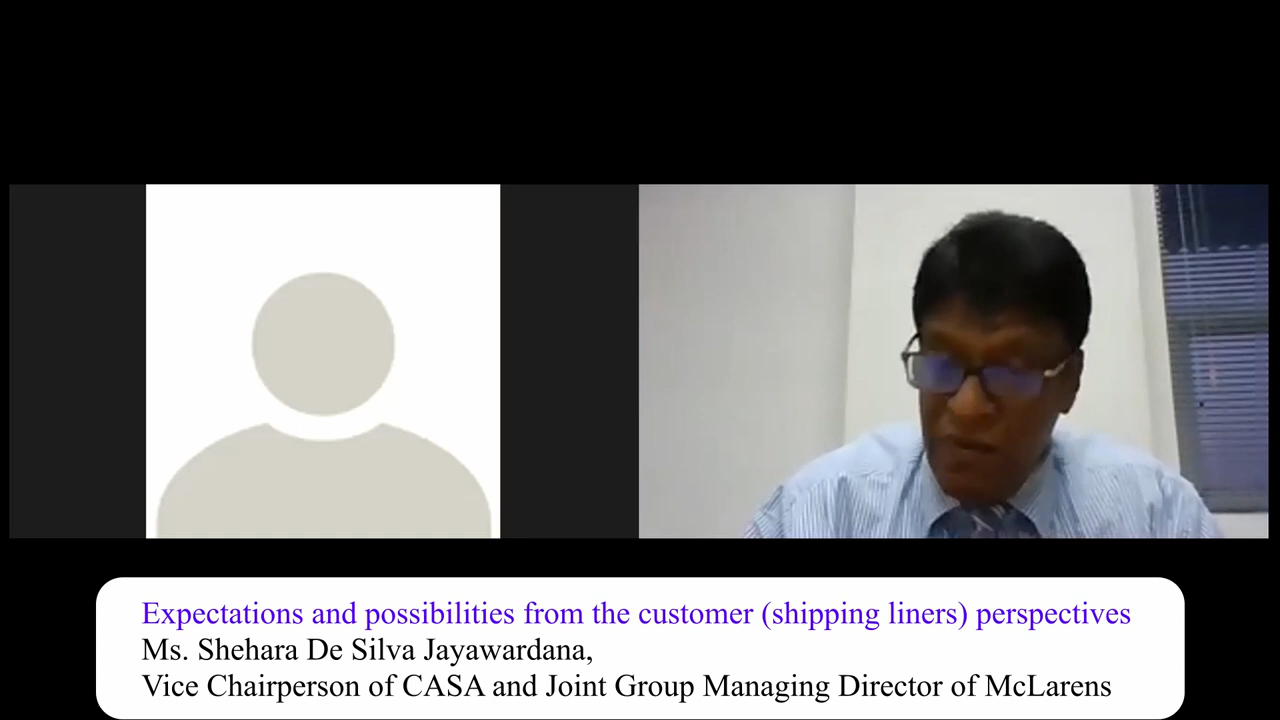 Expectations and possibilities from the customer (shipping liners) perspectives
Ms. Shehara De Silva Jayawardana,
Vice Chairperson of CASA and Joint Group Managing Director of McLarens